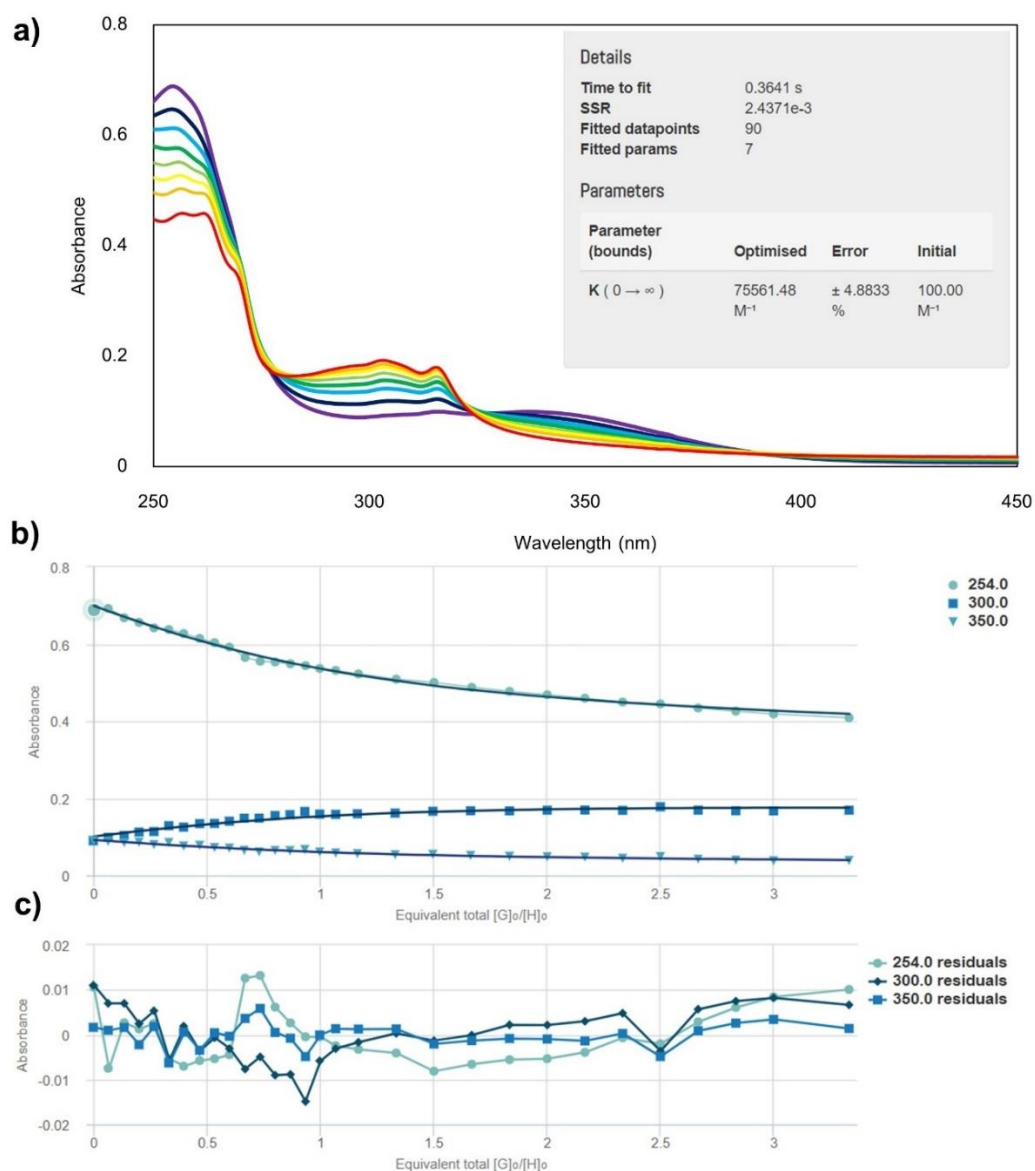 a)
0.8
0.6
0.4
0.2
0
Absorbance
Details
Time to fit 0.3641 s
SSR 2.4371e-3
Fitted datapoints 90
Fitted params 7
Parameters
Parameter (bounds) Optimised Error Initial
K ( 0 → ∞ ) 75561.48 M⁻¹ ± 4.8833 % 100.00 M⁻¹
250 300 350 400 450
Wavelength (nm)
b)
0.8
0.6
0.4
0.2
0
Absorbance
254.0
300.0
350.0
0 0.5 1 1.5 2 2.5 3
Equivalent total [G]₀/[H]₀
c)
0.02
0.01
0
-0.01
-0.02
Absorbance
254.0 residuals
300.0 residuals
350.0 residuals
0 0.5 1 1.5 2 2.5 3
Equivalent total [G]₀/[H]₀